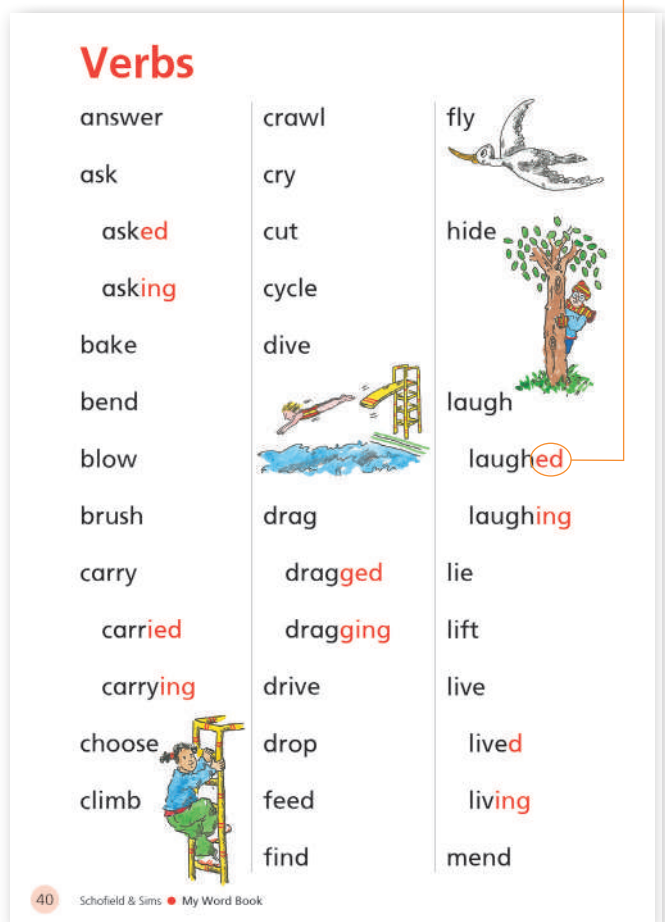 Verbs
answer
ask
asked
asking
bake
bend
blow
brush
carry
carried
carrying
choose
climb
crawl
cry
cut
cycle
dive
drag
dragged
dragging
drive
drop
feed
find
fly
hide
laugh
laughed
laughing
lie
lift
live
lived
living
mend
40 Schofield & Sims ● My Word Book